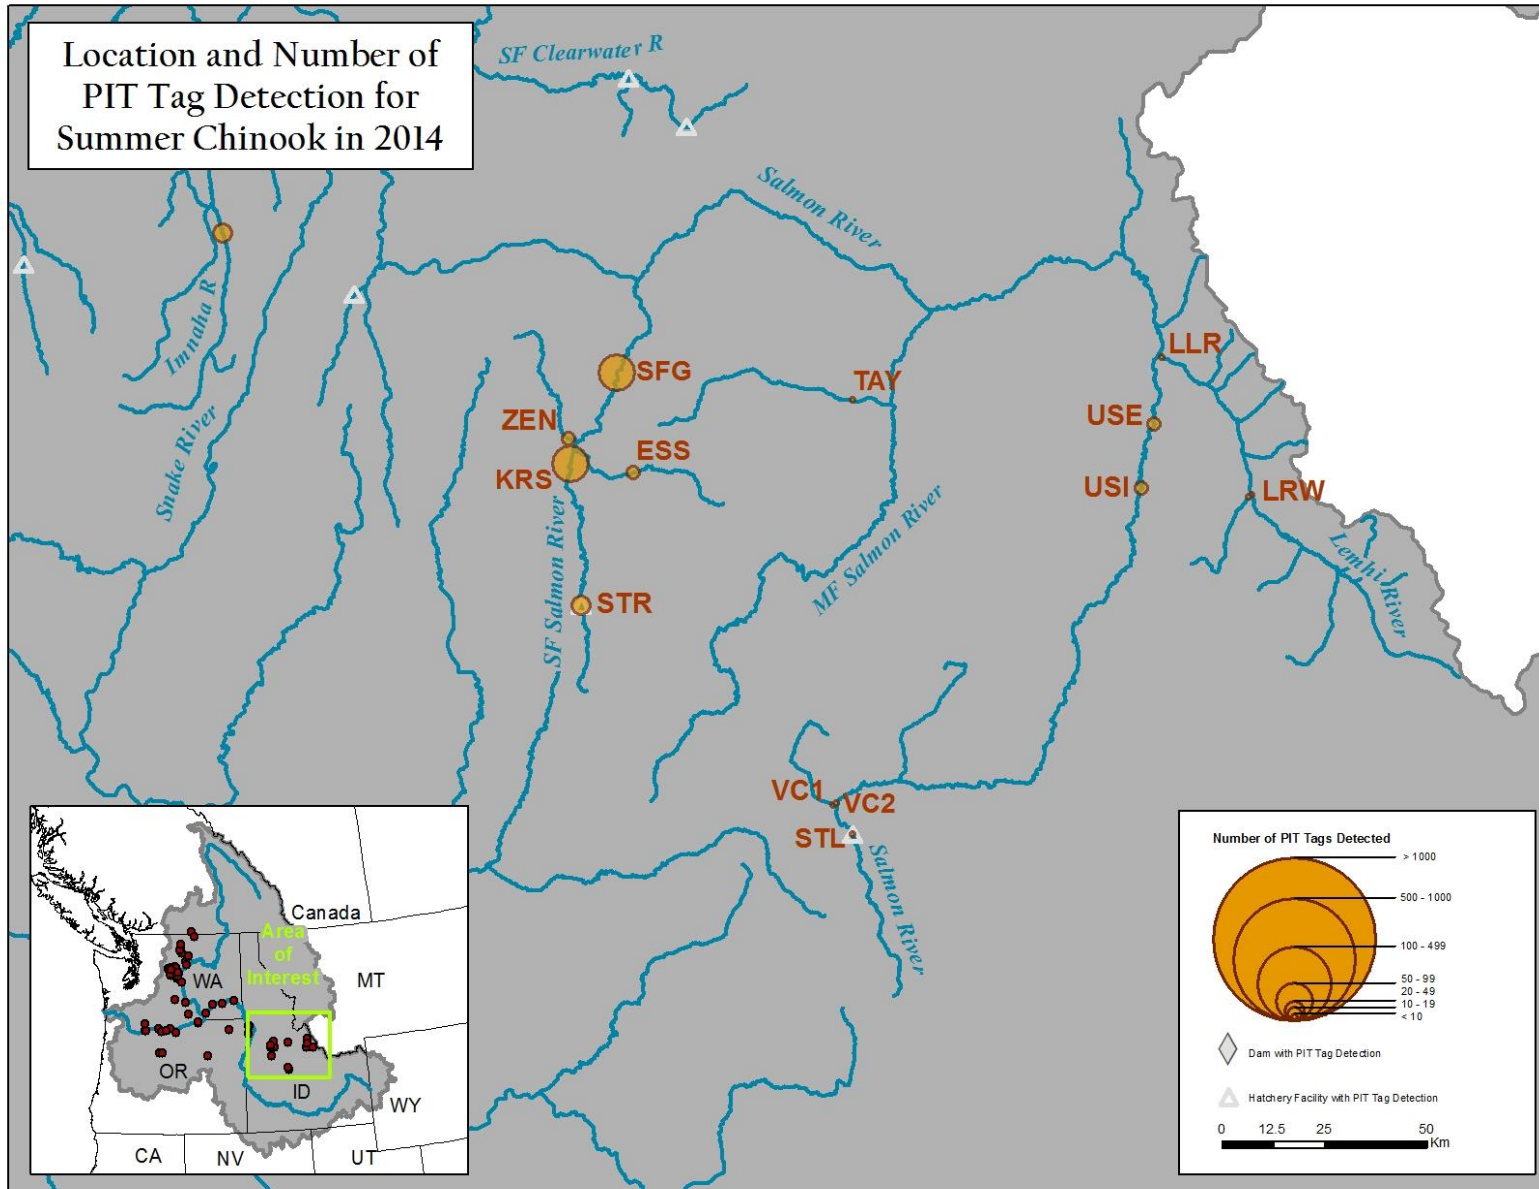 Location and Number of
PIT Tag Detection for
Summer Chinook in 2014
SF Clearwater R
Salmon River
Imnaha R
Snake River
SFG
ZEN
KRS
ESS
TAY
LLR
USE
USI
LRW
Lemhi River
MF Salmon River
SF Salmon River
STR
VC1
VC2
STL
Salmon River
Canada
Area
of
Interest
WA
MT
OR
ID
WY
CA
NV
UT
Number of PIT Tags Detected
> 1000
500 - 1000
100 - 499
50 - 99
20 - 49
10 - 19
< 10
Dam with PIT Tag Detection
Hatchery Facility with PIT Tag Detection
0 12.5 25 50
Km